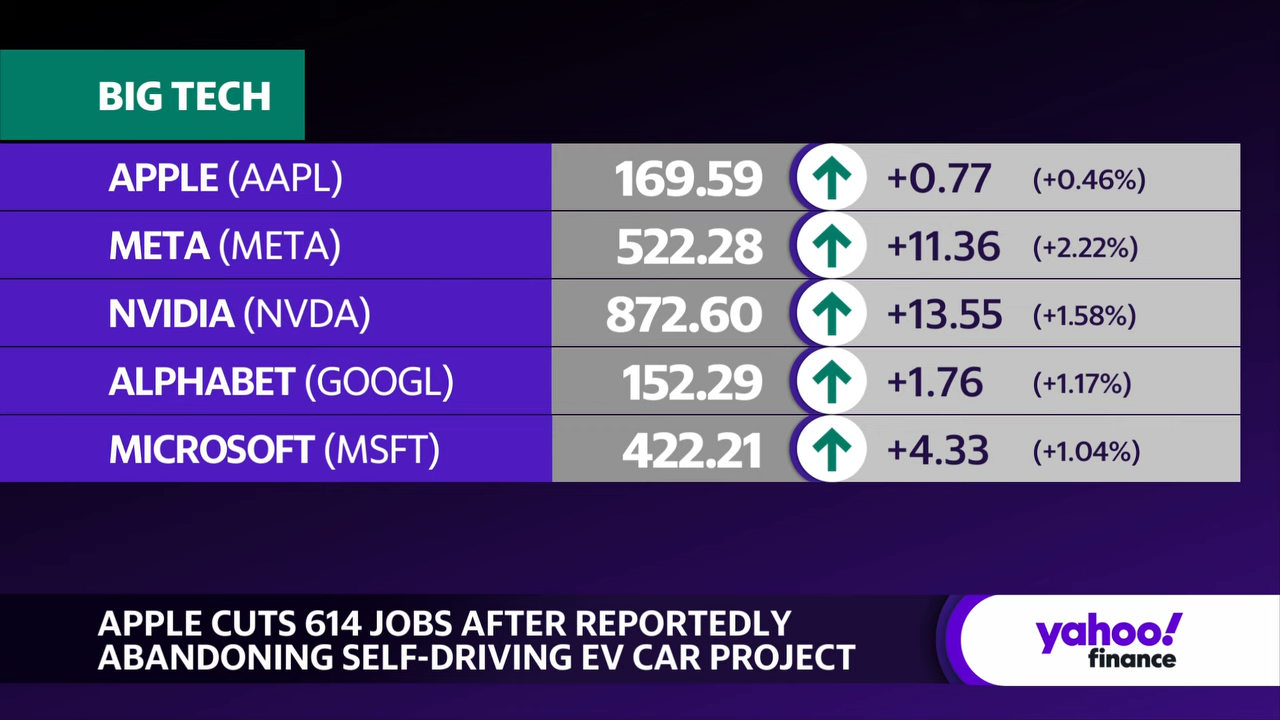 BIG TECH
APPLE (AAPL) 169.59 +0.77 (+0.46%)
META (META) 522.28 +11.36 (+2.22%)
NVIDIA (NVDA) 872.60 +13.55 (+1.58%)
ALPHABET (GOOGL) 152.29 +1.76 (+1.17%)
MICROSOFT (MSFT) 422.21 +4.33 (+1.04%)
APPLE CUTS 614 JOBS AFTER REPORTEDLY
ABANDONING SELF-DRIVING EV CAR PROJECT
yahoo!
finance